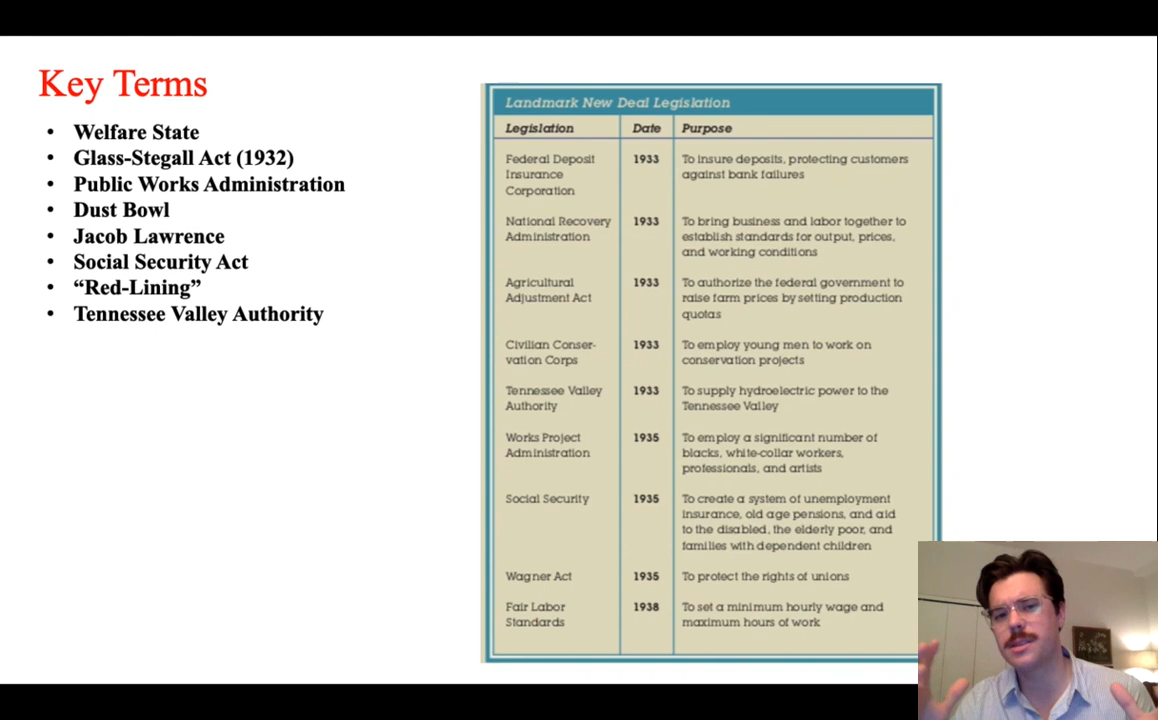 Key Terms
• Welfare State
• Glass-Stegall Act (1932)
• Public Works Administration
• Dust Bowl
• Jacob Lawrence
• Social Security Act
• “Red-Lining”
• Tennessee Valley Authority
Landmark New Deal Legislation
Legislation Date Purpose
Federal Deposit 1933 To insure deposits, protecting customers
Insurance against bank failures
Corporation
National Recovery 1933 To bring business and labor together to
Administration establish standards for output, prices,
and working conditions
Agricultural 1933 To authorize the federal government to
Adjustment Act raise farm prices by setting production
quotas
Civilian Conser- 1933 To employ young men to work on
vation Corps conservation projects
Tennessee Valley 1933 To supply hydroelectric power to the
Authority Tennessee Valley
Works Project 1935 To employ a significant number of
Administration blacks, white-collar workers,
professionals, and artists
Social Security 1935 To create a system of unemployment
insurance, old age pensions, and aid
to the disabled, the elderly poor, and
families with dependent children
Wagner Act 1935 To protect the rights of unions
Fair Labor 1938 To set a minimum hourly wage and
Standards maximum hours of work